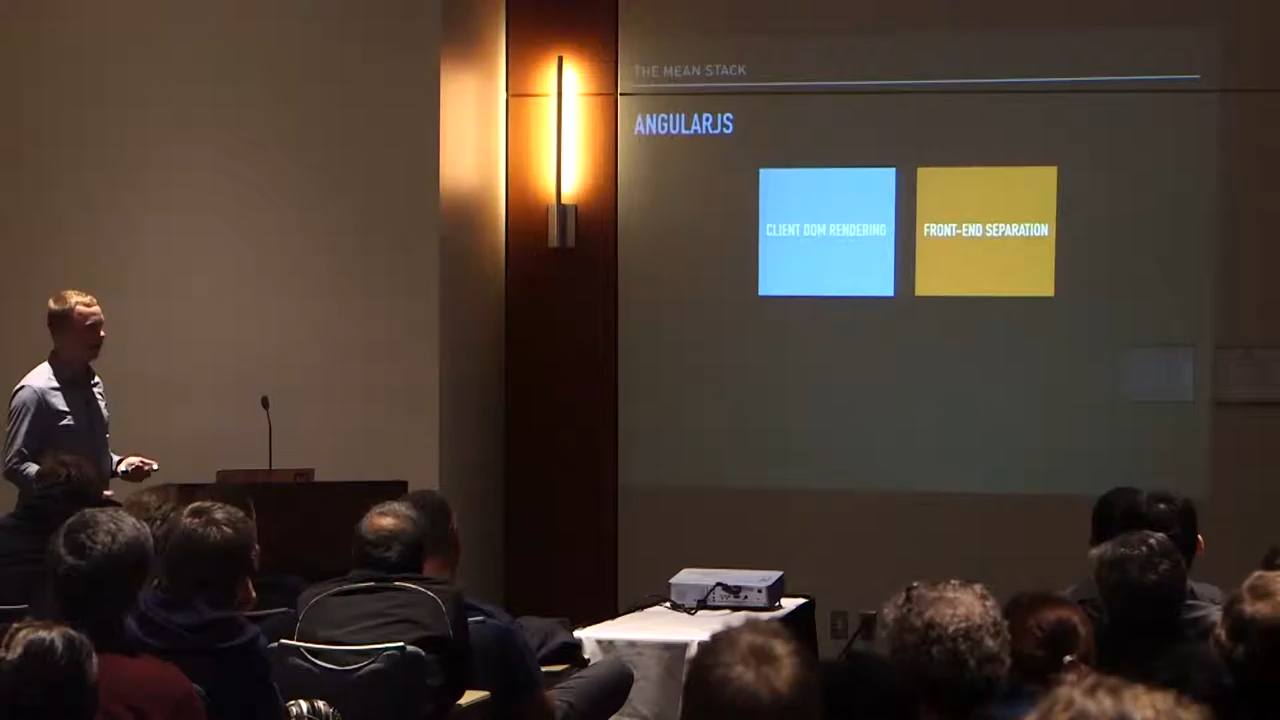 THE MEAN STACK
ANGULARJS
CLIENT DOM RENDERING
FRONT-END SEPARATION